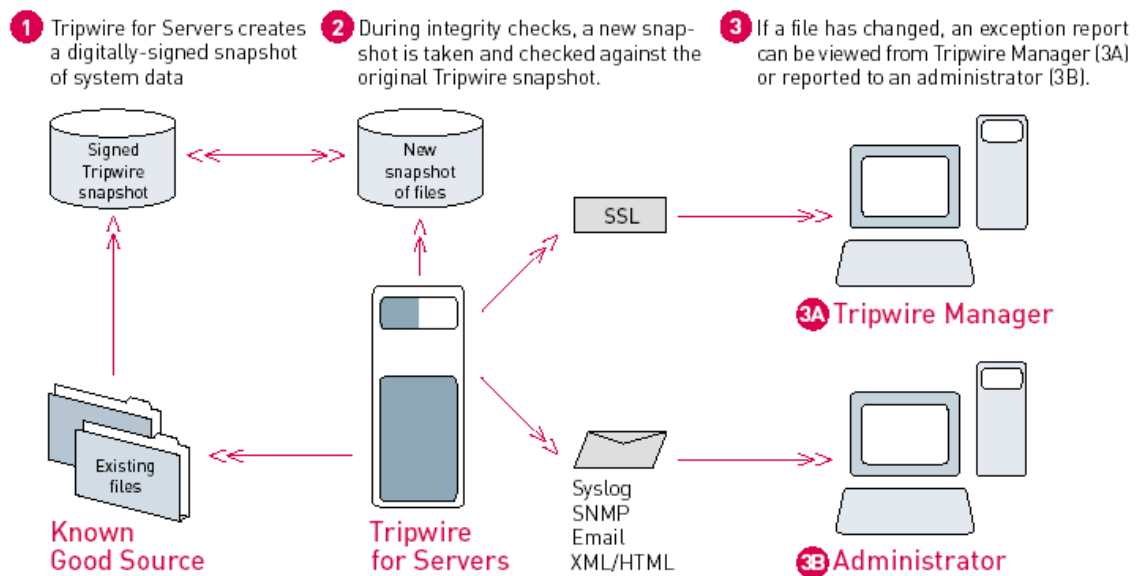 1 Tripwire for Servers creates
a digitally-signed snapshot
of system data
2 During integrity checks, a new snap-
shot is taken and checked against the
original Tripwire snapshot.
3 If a file has changed, an exception report
can be viewed from Tripwire Manager (3A)
or reported to an administrator (3B).
Signed
Tripwire
snapshot
New
snapshot
of files
SSL
3A Tripwire Manager
Existing
files
Known
Good Source
Tripwire
for Servers
Syslog
SNMP
Email
XML/HTML
3B Administrator